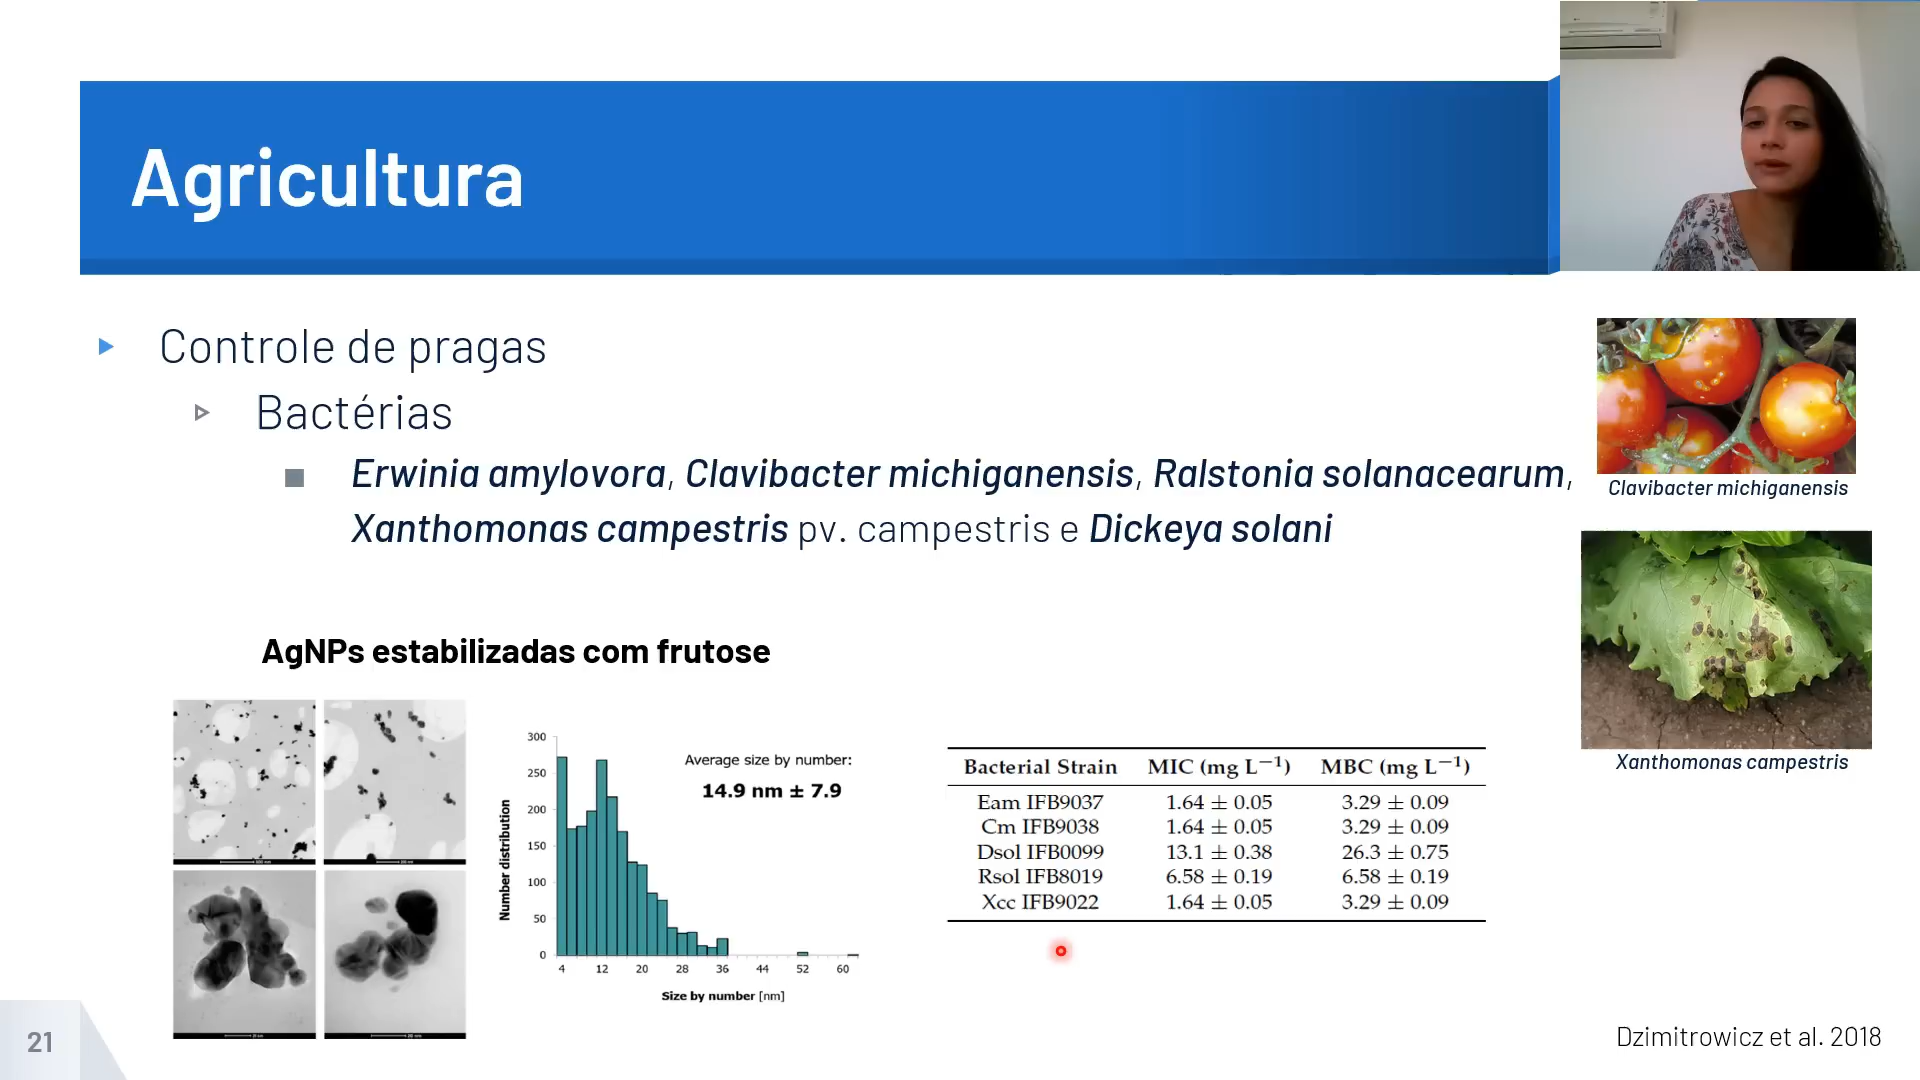 Agricultura
Controle de pragas
Bactérias
Erwinia amylovora, Clavibacter michiganensis, Ralstonia solanacearum,
Xanthomonas campestris pv. campestris e Dickeya solani
Clavibacter michiganensis
Xanthomonas campestris
AgNPs estabilizadas com frutose
Number distribution
300
250
200
150
100
50
0
4 12 20 28 36 44 52 60
Size by number [nm]
Average size by number:
14.9 nm ± 7.9
Bacterial Strain MIC (mg L−1) MBC (mg L−1)
Eam IFB9037 1.64 ± 0.05 3.29 ± 0.09
Cm IFB9038 1.64 ± 0.05 3.29 ± 0.09
Dsol IFB0099 13.1 ± 0.38 26.3 ± 0.75
Rsol IFB8019 6.58 ± 0.19 6.58 ± 0.19
Xcc IFB9022 1.64 ± 0.05 3.29 ± 0.09
21
Dzimitrowicz et al. 2018